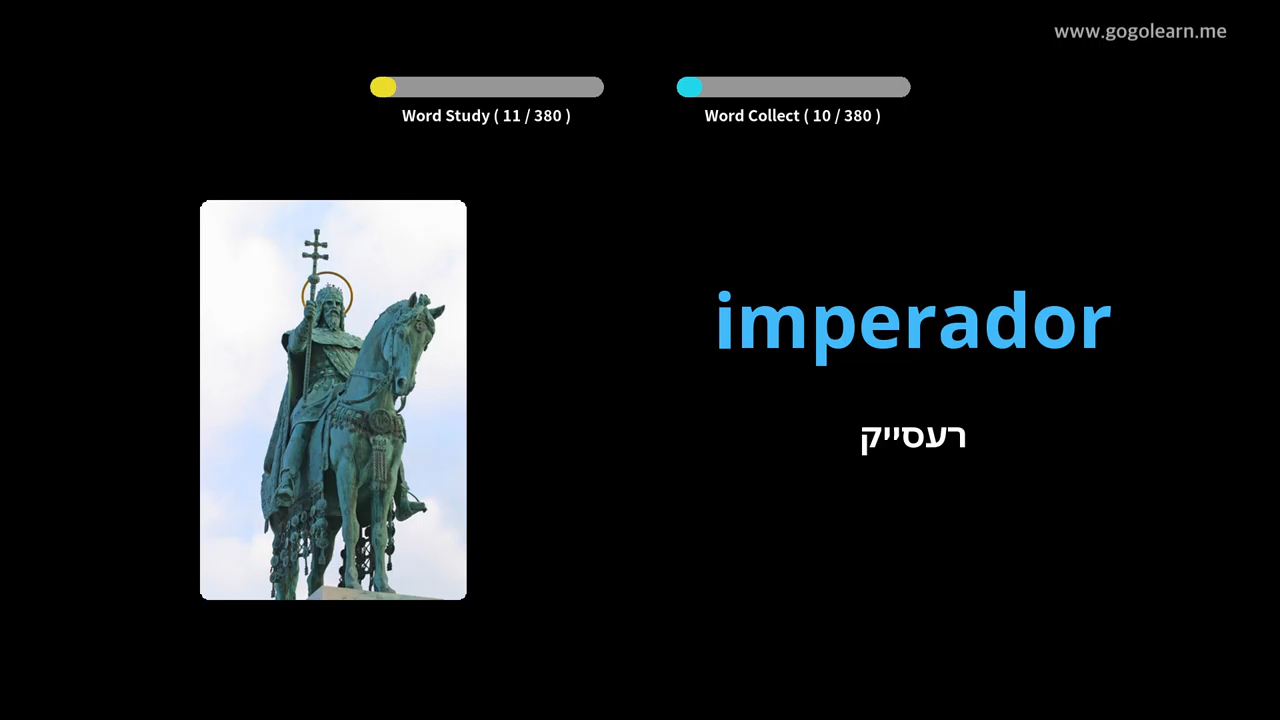 www.gogolearn.me
Word Study ( 11 / 380 )
Word Collect ( 10 / 380 )
imperador
רעסייק